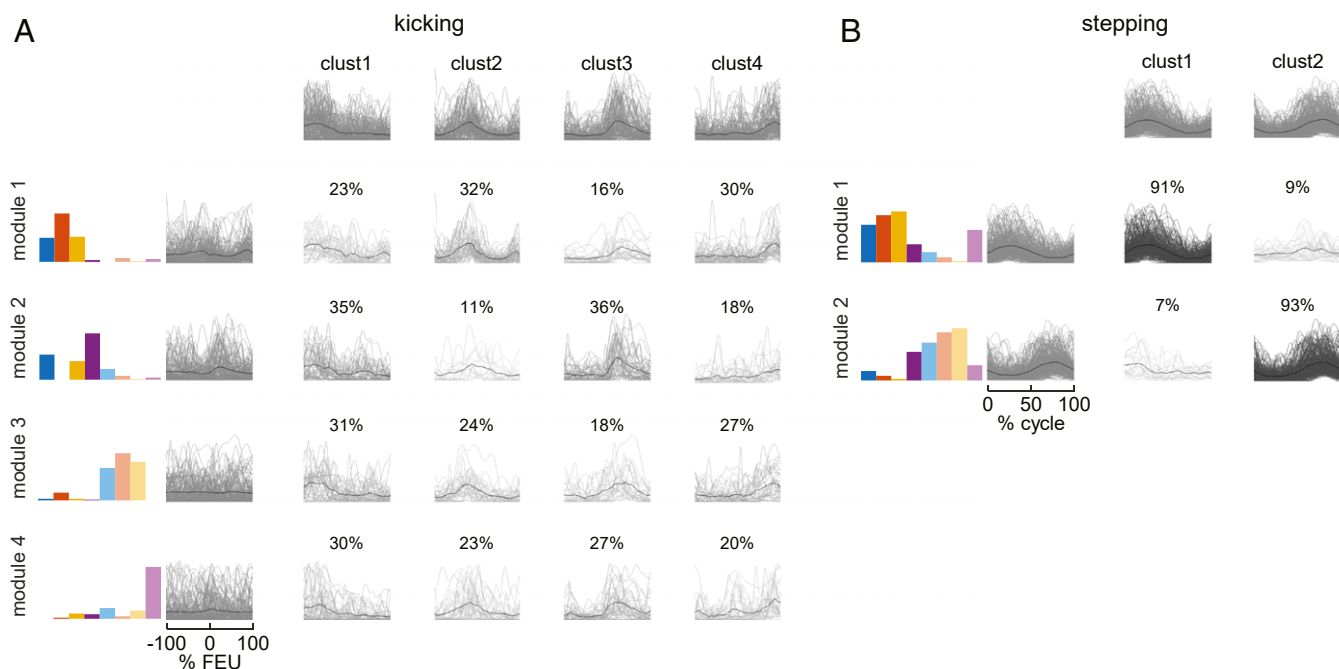 A
kicking
clust1 clust2 clust3 clust4
module 1
23% 32% 16% 30%
module 2
35% 11% 36% 18%
module 3
31% 24% 18% 27%
module 4
30% 23% 27% 20%
-100 0 100
% FEU
B
stepping
clust1 clust2
module 1
91% 9%
module 2
7% 93%
0 50 100
% cycle